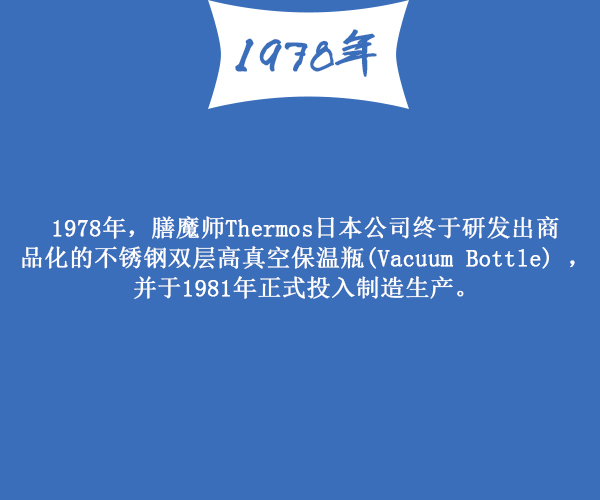 1978年
1978年，膳魔师Thermos日本公司终于研发出商
品化的不锈钢双层高真空保温瓶(Vacuum Bottle) ，
并于1981年正式投入制造生产。